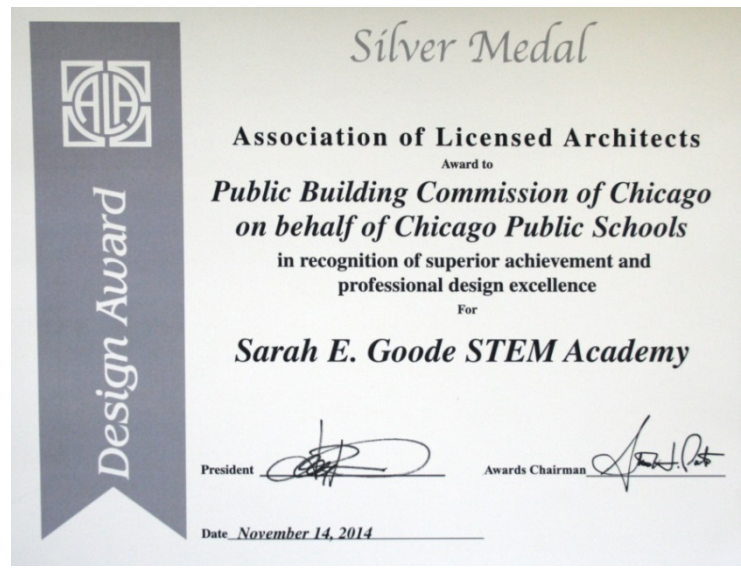 Silver Medal
ALA
Design Award
Association of Licensed Architects
Award to
Public Building Commission of Chicago
on behalf of Chicago Public Schools
in recognition of superior achievement and
professional design excellence
For
Sarah E. Goode STEM Academy
President
Awards Chairman
Date November 14, 2014